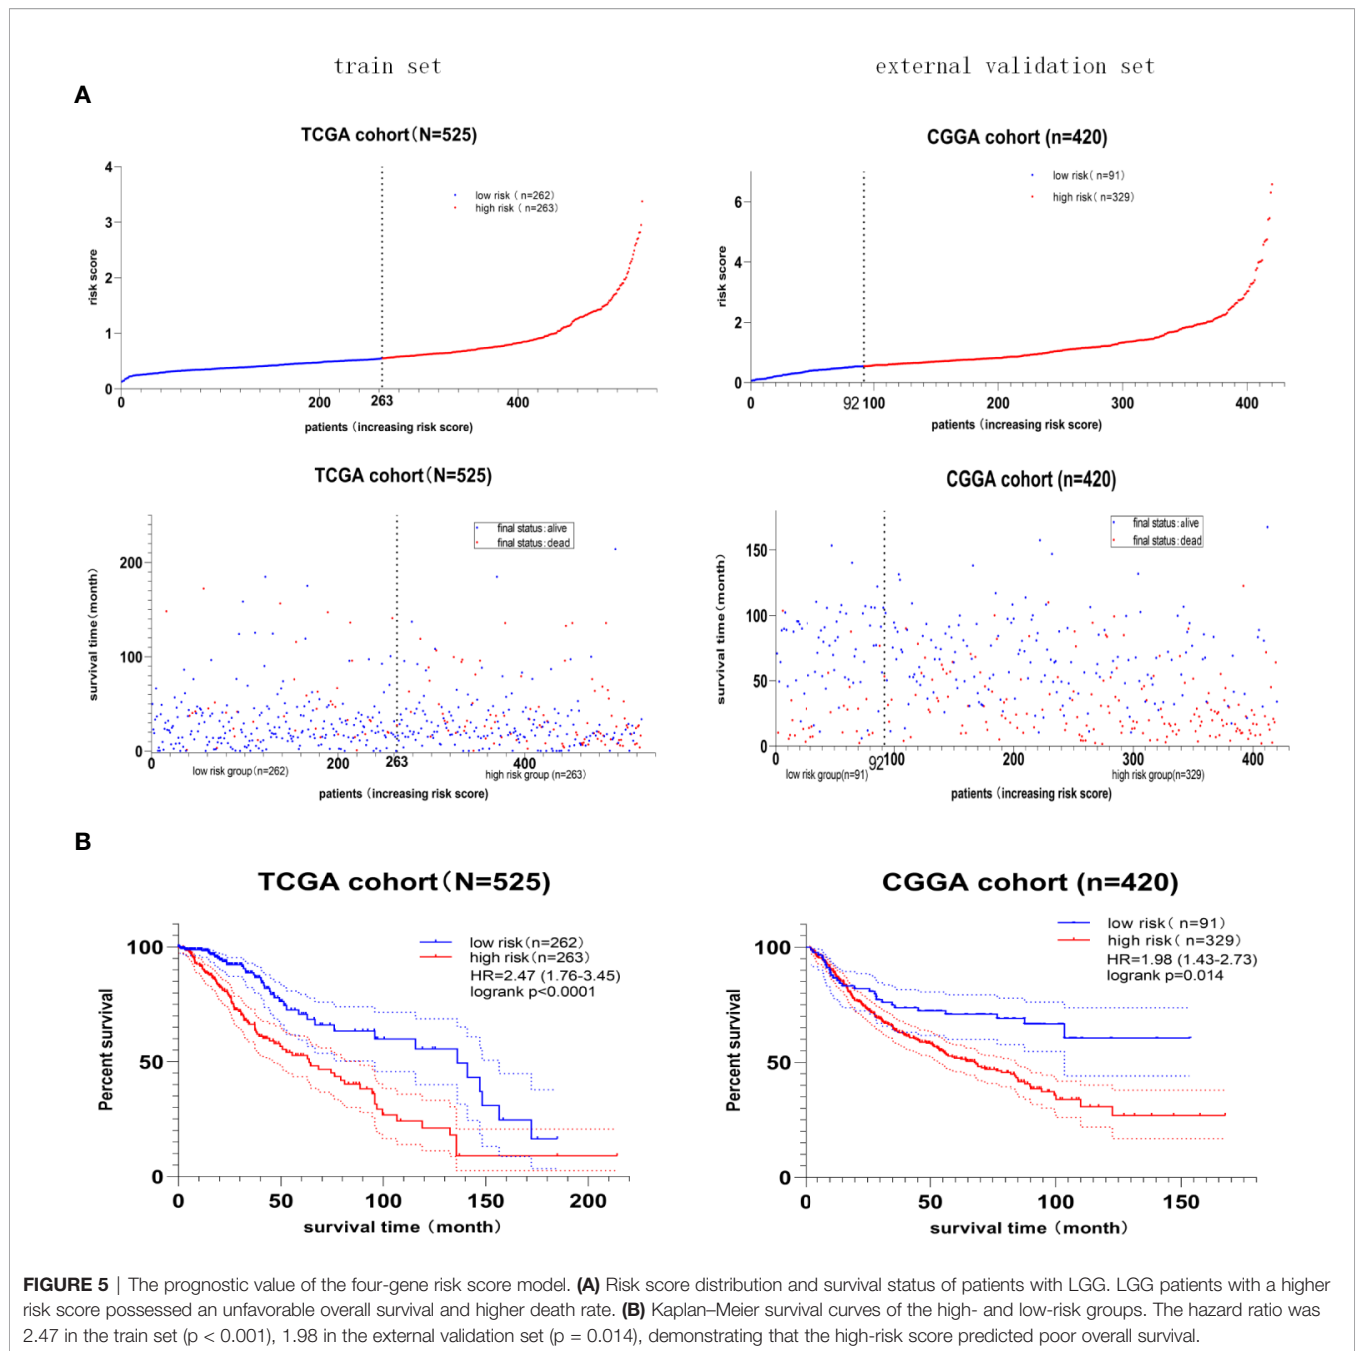 train set
external validation set
A
TCGA cohort(N=525)
4
3
2
1
0
risk score
low risk ( n=262)
high risk ( n=263)
0
200
263
400
patients (increasing risk score)
CGGA cohort (n=420)
6
4
2
0
risk score
low risk( n=91)
high risk( n=329)
0
92
100
200
300
400
patients (increasing risk score)
TCGA cohort(N=525)
200
100
0
survival time(month)
final status:alive
final status:dead
0
200
263
400
low risk group(n=262)
high risk group (n=263)
patients (increasing risk score)
CGGA cohort (n=420)
150
100
50
0
survival time(month)
final status:alive
final status:dead
92
100
200
300
400
low risk group(n=91)
high risk group(n=329)
patients (increasing risk score)
B
TCGA cohort(N=525)
100
50
0
Percent survival
low risk(n=262)
high risk(n=263)
HR=2.47 (1.76-3.45)
logrank p<0.0001
0
50
100
150
200
survival time (month)
CGGA cohort (n=420)
100
50
0
Percent survival
low risk( n=91)
high risk( n=329)
HR=1.98 (1.43-2.73)
logrank p=0.014
0
50
100
150
survival time (month)
FIGURE 5 | The prognostic value of the four-gene risk score model. (A) Risk score distribution and survival status of patients with LGG. LGG patients with a higher
risk score possessed an unfavorable overall survival and higher death rate. (B) Kaplan–Meier survival curves of the high- and low-risk groups. The hazard ratio was
2.47 in the train set (p < 0.001), 1.98 in the external validation set (p = 0.014), demonstrating that the high-risk score predicted poor overall survival.